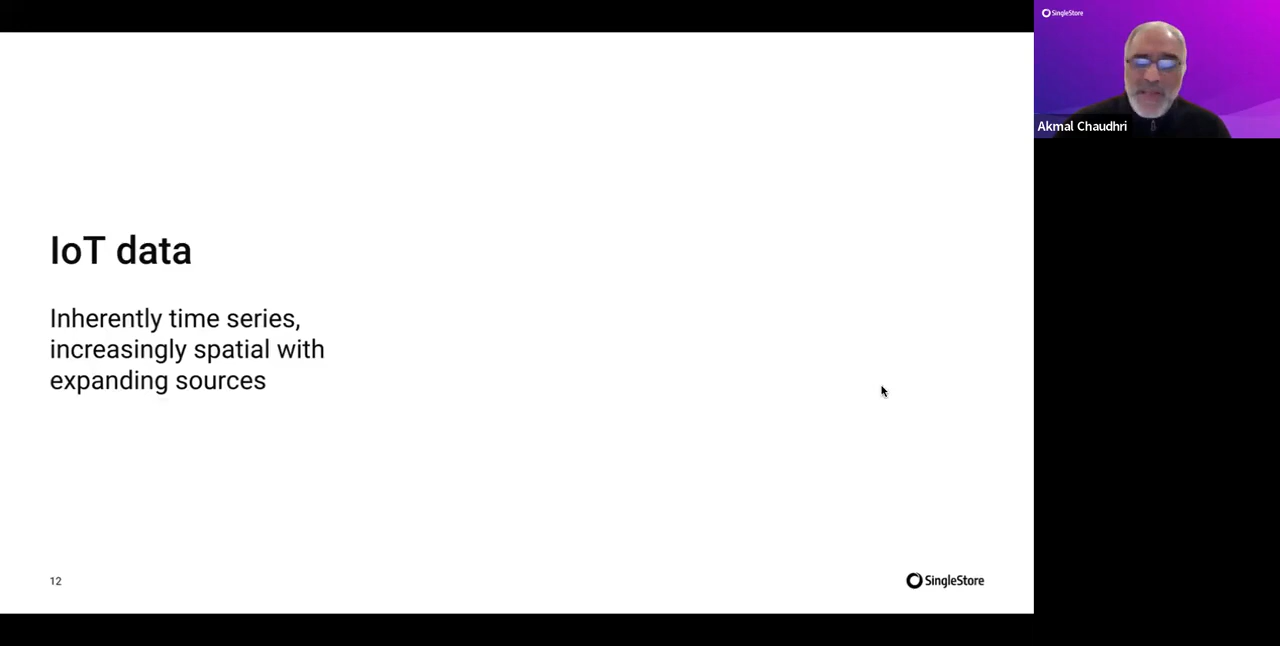 SingleStore
Akmal Chaudhri
IoT data
Inherently time series,
increasingly spatial with
expanding sources
12
SingleStore